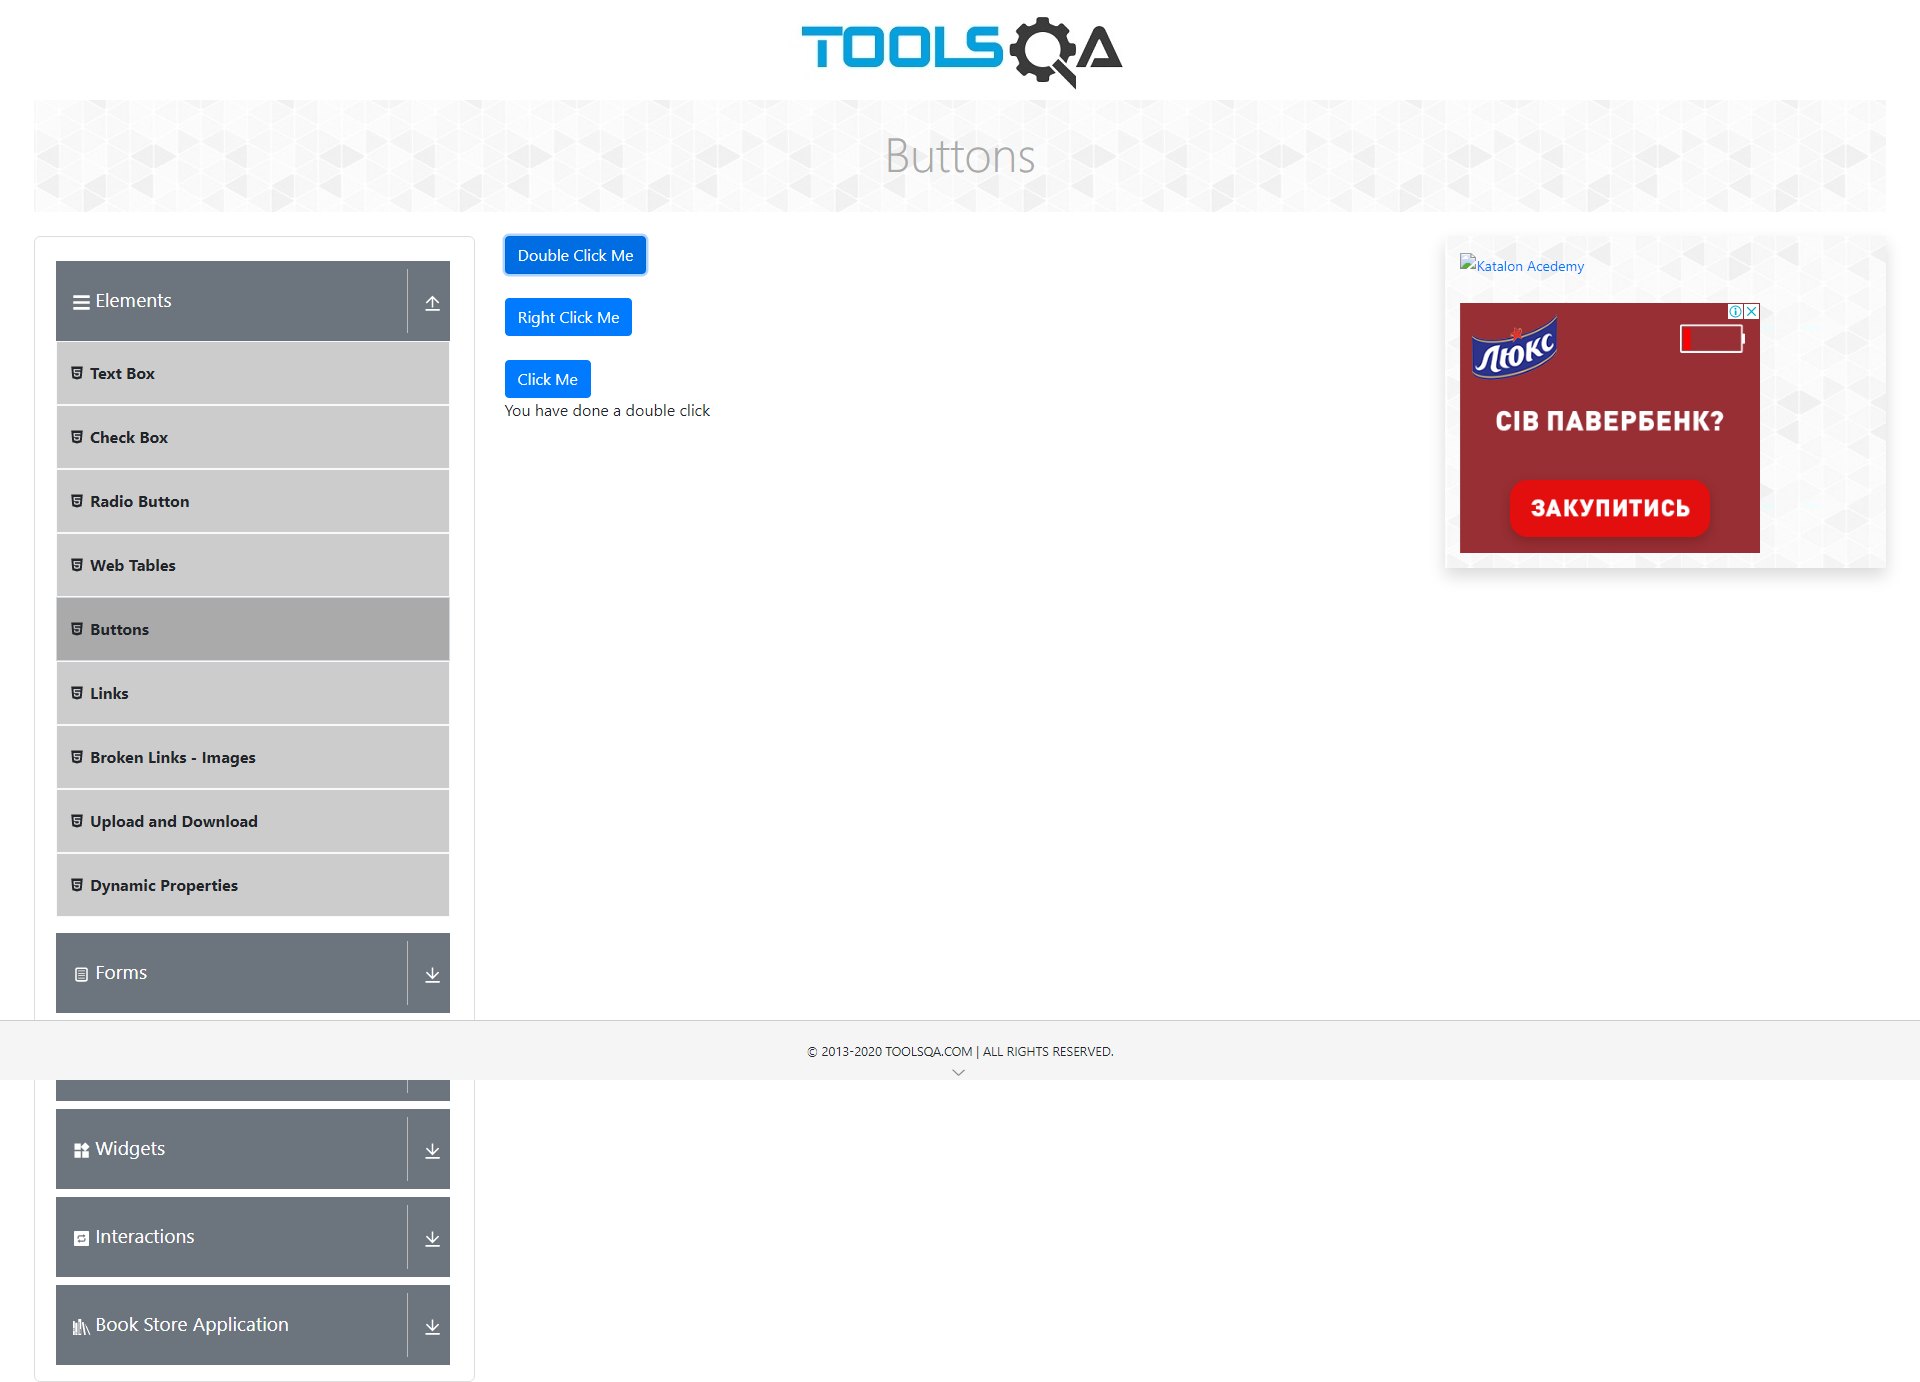 TOOLSQA
Buttons
Elements
Text Box
Check Box
Radio Button
Web Tables
Buttons
Links
Broken Links - Images
Upload and Download
Dynamic Properties
Forms
Widgets
Interactions
Book Store Application
Double Click Me
Right Click Me
Click Me
You have done a double click
Katalon Acedemy
Люкс
СІВ ПАВЕРБЕНК?
ЗАКУПИТИСЬ
© 2013-2020 TOOLSQA.COM | ALL RIGHTS RESERVED.